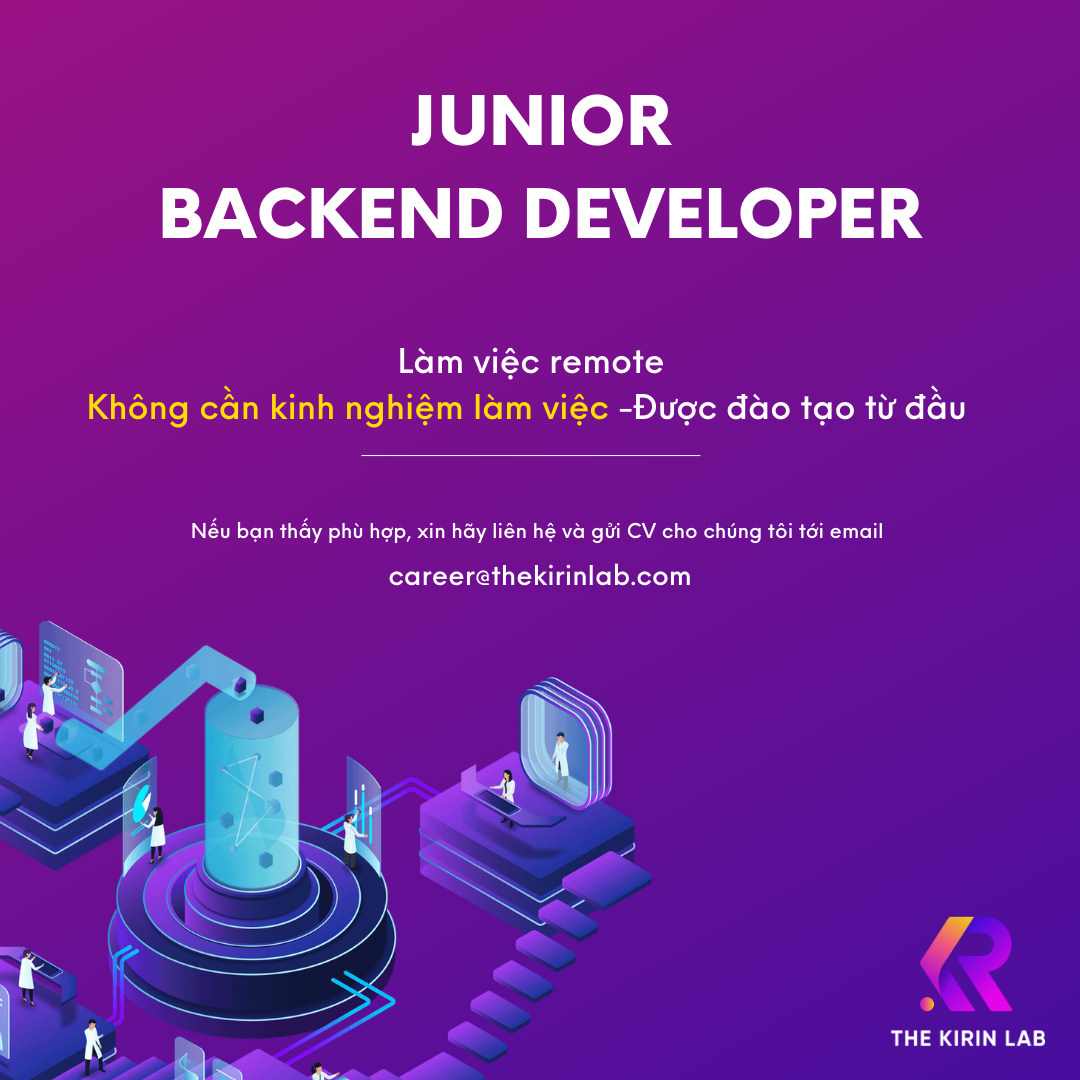 JUNIOR
BACKEND DEVELOPER
Làm việc remote
Không cần kinh nghiệm làm việc -Được đào tạo từ đầu
Nếu bạn thấy phù hợp, xin hãy liên hệ và gửi CV cho chúng tôi tới email
career@thekirinlab.com
THE KIRIN LAB